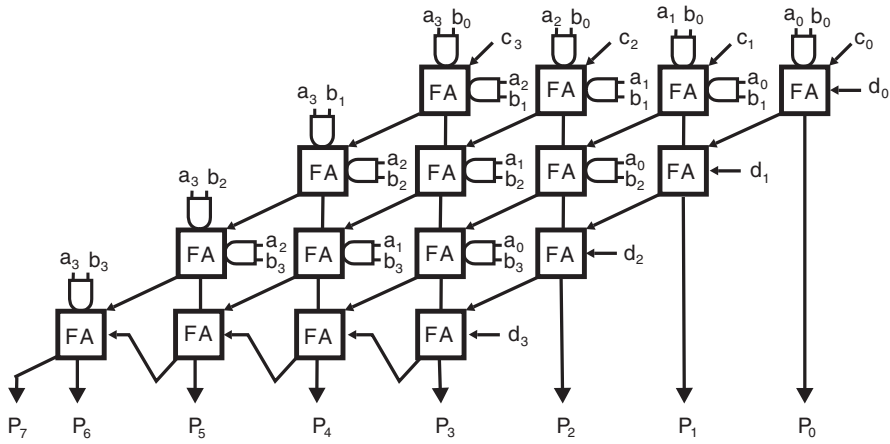 a3 b0 a2 b0 a1 b0 a0 b0
c3 c2 c1 c0
FA a2 b1 FA a1 b1 FA a0 b1 FA d0
a3 b1
FA a2 b2 FA a1 b2 FA a0 b2 FA d1
a3 b2
FA a2 b3 FA a1 b3 FA a0 b3 FA d2
a3 b3
FA FA FA FA d3
P7 P6 P5 P4 P3 P2 P1 P0